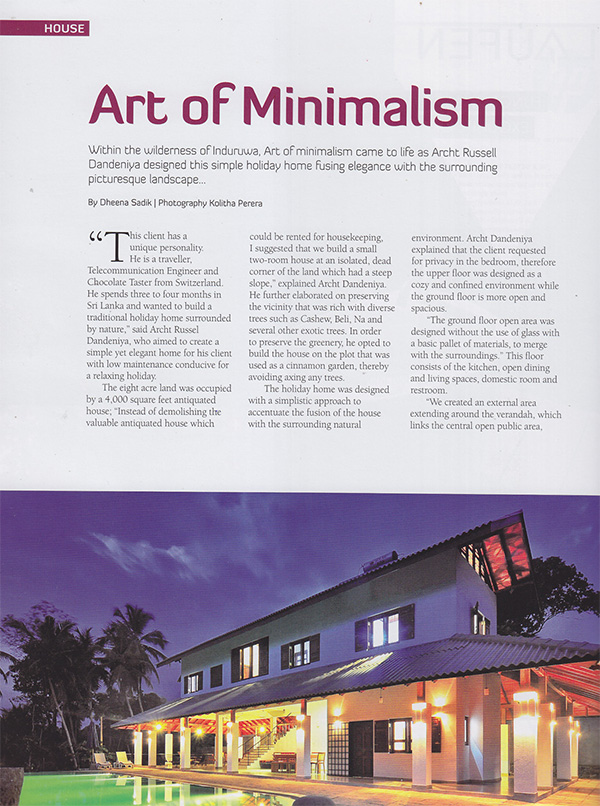 HOUSE
LAUFEN
Art of Minimalism
Within the wilderness of Induruwa, Art of minimalism came to life as Archt Russell
Dandeniya designed this simple holiday home fusing elegance with the surrounding
picturesque landscape...
By Dheena Sadik | Photography Kolitha Perera
“This client has a
unique personality.
He is a traveller,
Telecommunication Engineer and
Chocolate Taster from Switzerland.
He spends three to four months in
Sri Lanka and wanted to build a
traditional holiday home surrounded
by nature,” said Archt Russel
Dandeniya, who aimed to create a
simple yet elegant home for his client
with low maintenance conducive for
a relaxing holiday.
The eight acre land was occupied
by a 4,000 square feet antiquated
house; “Instead of demolishing the
valuable antiquated house which
could be rented for housekeeping,
I suggested that we build a small
two-room house at an isolated, dead
corner of the land which had a steep
slope,” explained Archt Dandeniya.
He further elaborated on preserving
the vicinity that was rich with diverse
trees such as Cashew, Beli, Na and
several other exotic trees. In order
to preserve the greenery, he opted to
build the house on the plot that was
used as a cinnamon garden, thereby
avoiding axing any trees.
The holiday home was designed
with a simplistic approach to
accentuate the fusion of the house
with the surrounding natural
environment. Archt Dandeniya
explained that the client requested
for privacy in the bedroom, therefore
the upper floor was designed as a
cozy and confined environment while
the ground floor is more open and
spacious.
“The ground floor open area was
designed without the use of glass with
a basic pallet of materials, to merge
with the surroundings.” This floor
consists of the kitchen, open dining
and living spaces, domestic room and
restroom.
“We created an external area
extending around the verandah, which
links the central open public area,